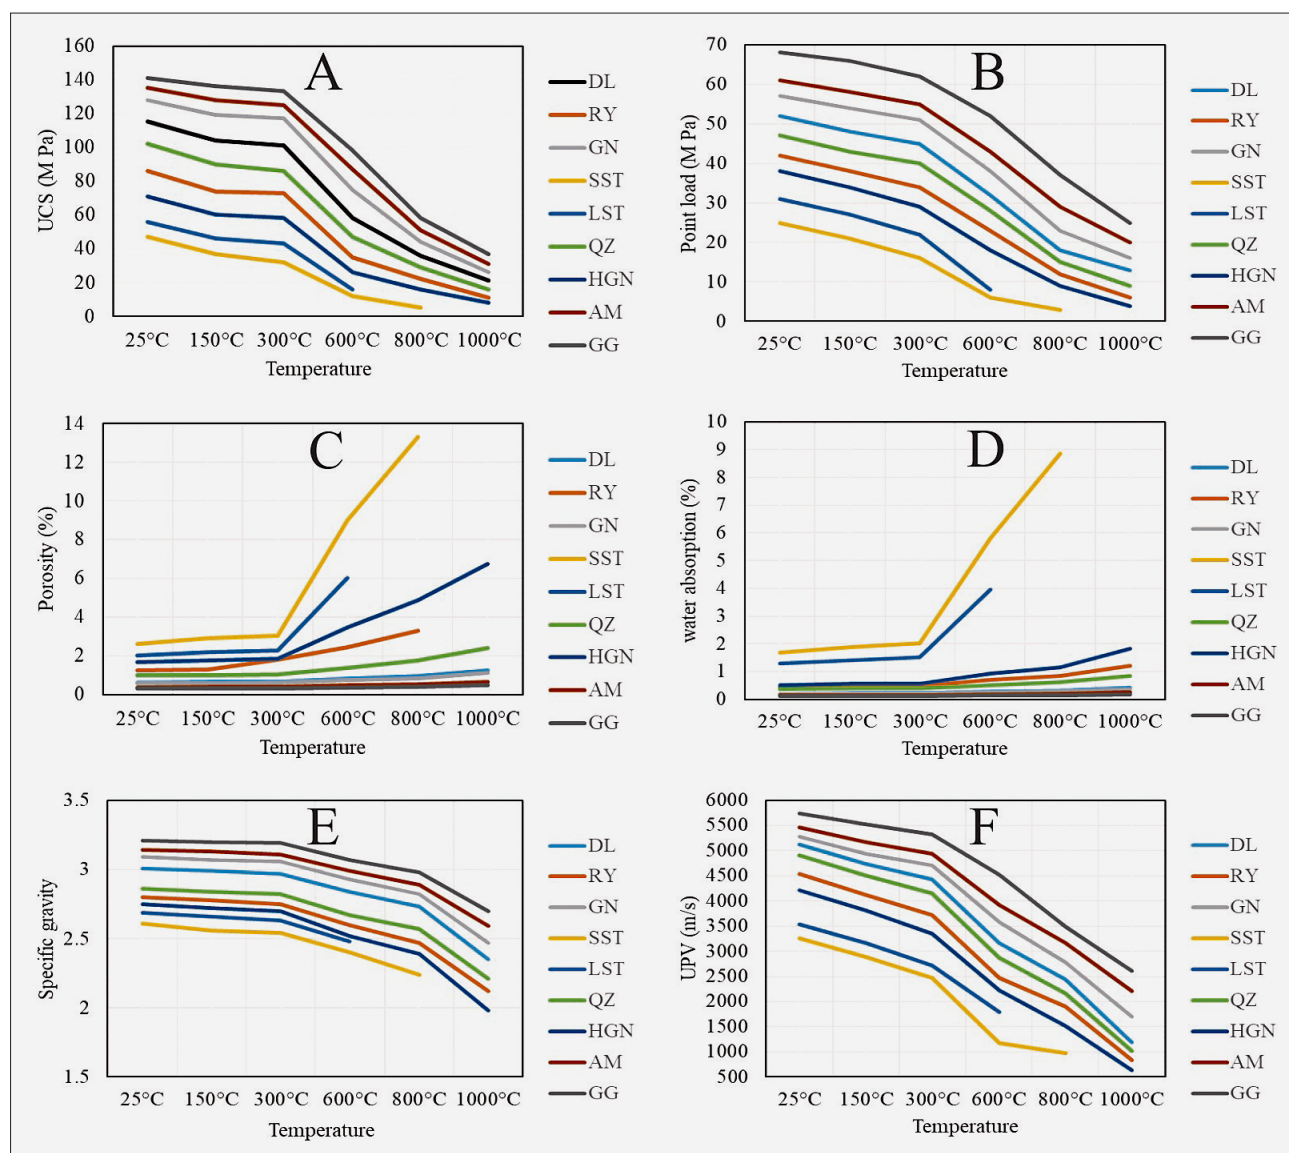 A
UCS (M Pa)
160
140
120
100
80
60
40
20
0
25°C 150°C 300°C 600°C 800°C 1000°C
Temperature
DL
RY
GN
SST
LST
QZ
HGN
AM
GG
B
Point load (M Pa)
70
60
50
40
30
20
10
0
25°C 150°C 300°C 600°C 800°C 1000°C
Temperature
DL
RY
GN
SST
LST
QZ
HGN
AM
GG
C
Porosity (%)
14
12
10
8
6
4
2
0
25°C 150°C 300°C 600°C 800°C 1000°C
Temperature
DL
RY
GN
SST
LST
QZ
HGN
AM
GG
D
water absorption (%)
10
9
8
7
6
5
4
3
2
1
0
25°C 150°C 300°C 600°C 800°C 1000°C
Temperature
DL
RY
GN
SST
LST
QZ
HGN
AM
GG
E
Specific gravity
3.5
3
2.5
2
1.5
25°C 150°C 300°C 600°C 800°C 1000°C
Temperature
DL
RY
GN
SST
LST
QZ
HGN
AM
GG
F
UPV (m/s)
6000
5500
5000
4500
4000
3500
3000
2500
2000
1500
1000
500
25°C 150°C 300°C 600°C 800°C 1000°C
Temperature
DL
RY
GN
SST
LST
QZ
HGN
AM
GG